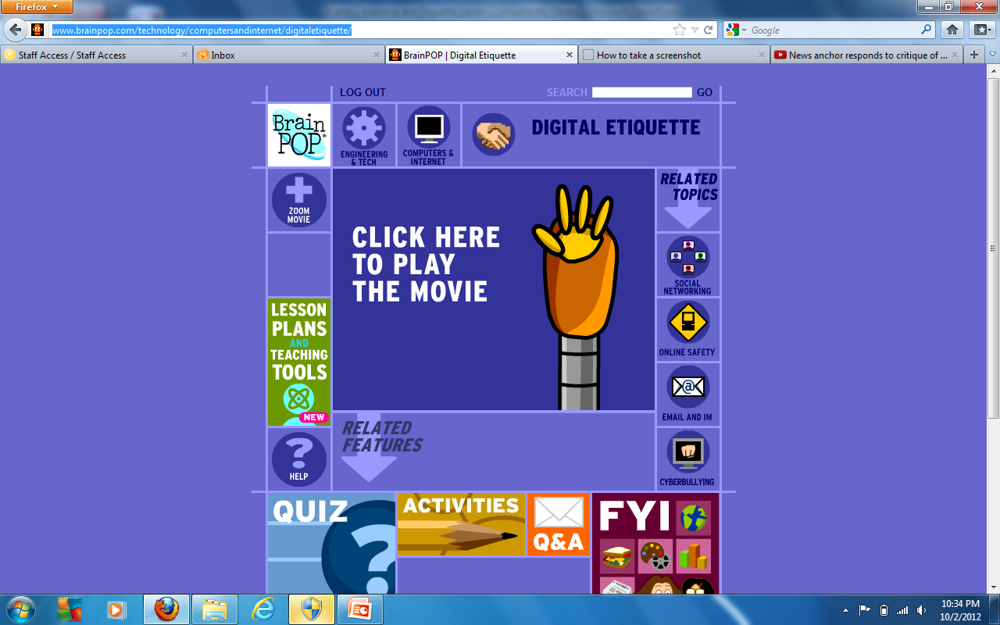 Firefox
www.brainpop.com/technology/computersandinternet/digitaletiquette/
Google
Staff Access / Staff Access
Inbox
BrainPOP | Digital Etiquette
How to take a screenshot
News anchor responds to critique of ...
LOG OUT
SEARCH
GO
Brain
POP®
ENGINEERING
& TECH
COMPUTERS &
INTERNET
DIGITAL ETIQUETTE
ZOOM
MOVIE
LESSON
PLANS
AND
TEACHING
TOOLS
NEW
HELP
CLICK HERE
TO PLAY
THE MOVIE
RELATED
TOPICS
SOCIAL
NETWORKING
ONLINE SAFETY
@
EMAIL AND IM
CYBERBULLYING
RELATED
FEATURES
QUIZ
ACTIVITIES
Q&A
FYI
10:34 PM
10/2/2012